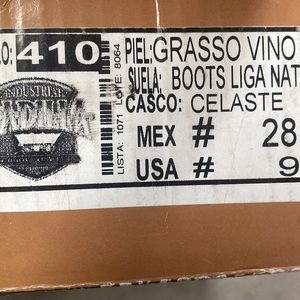 O: 410
PIEL: GRASSO VINO
SUELA: BOOTS LIGA NAT
CASCO: CELASTE
MEX # 28
USA # 9
LISTA: 1071 LOTE: 8064
INDUSTRIAL